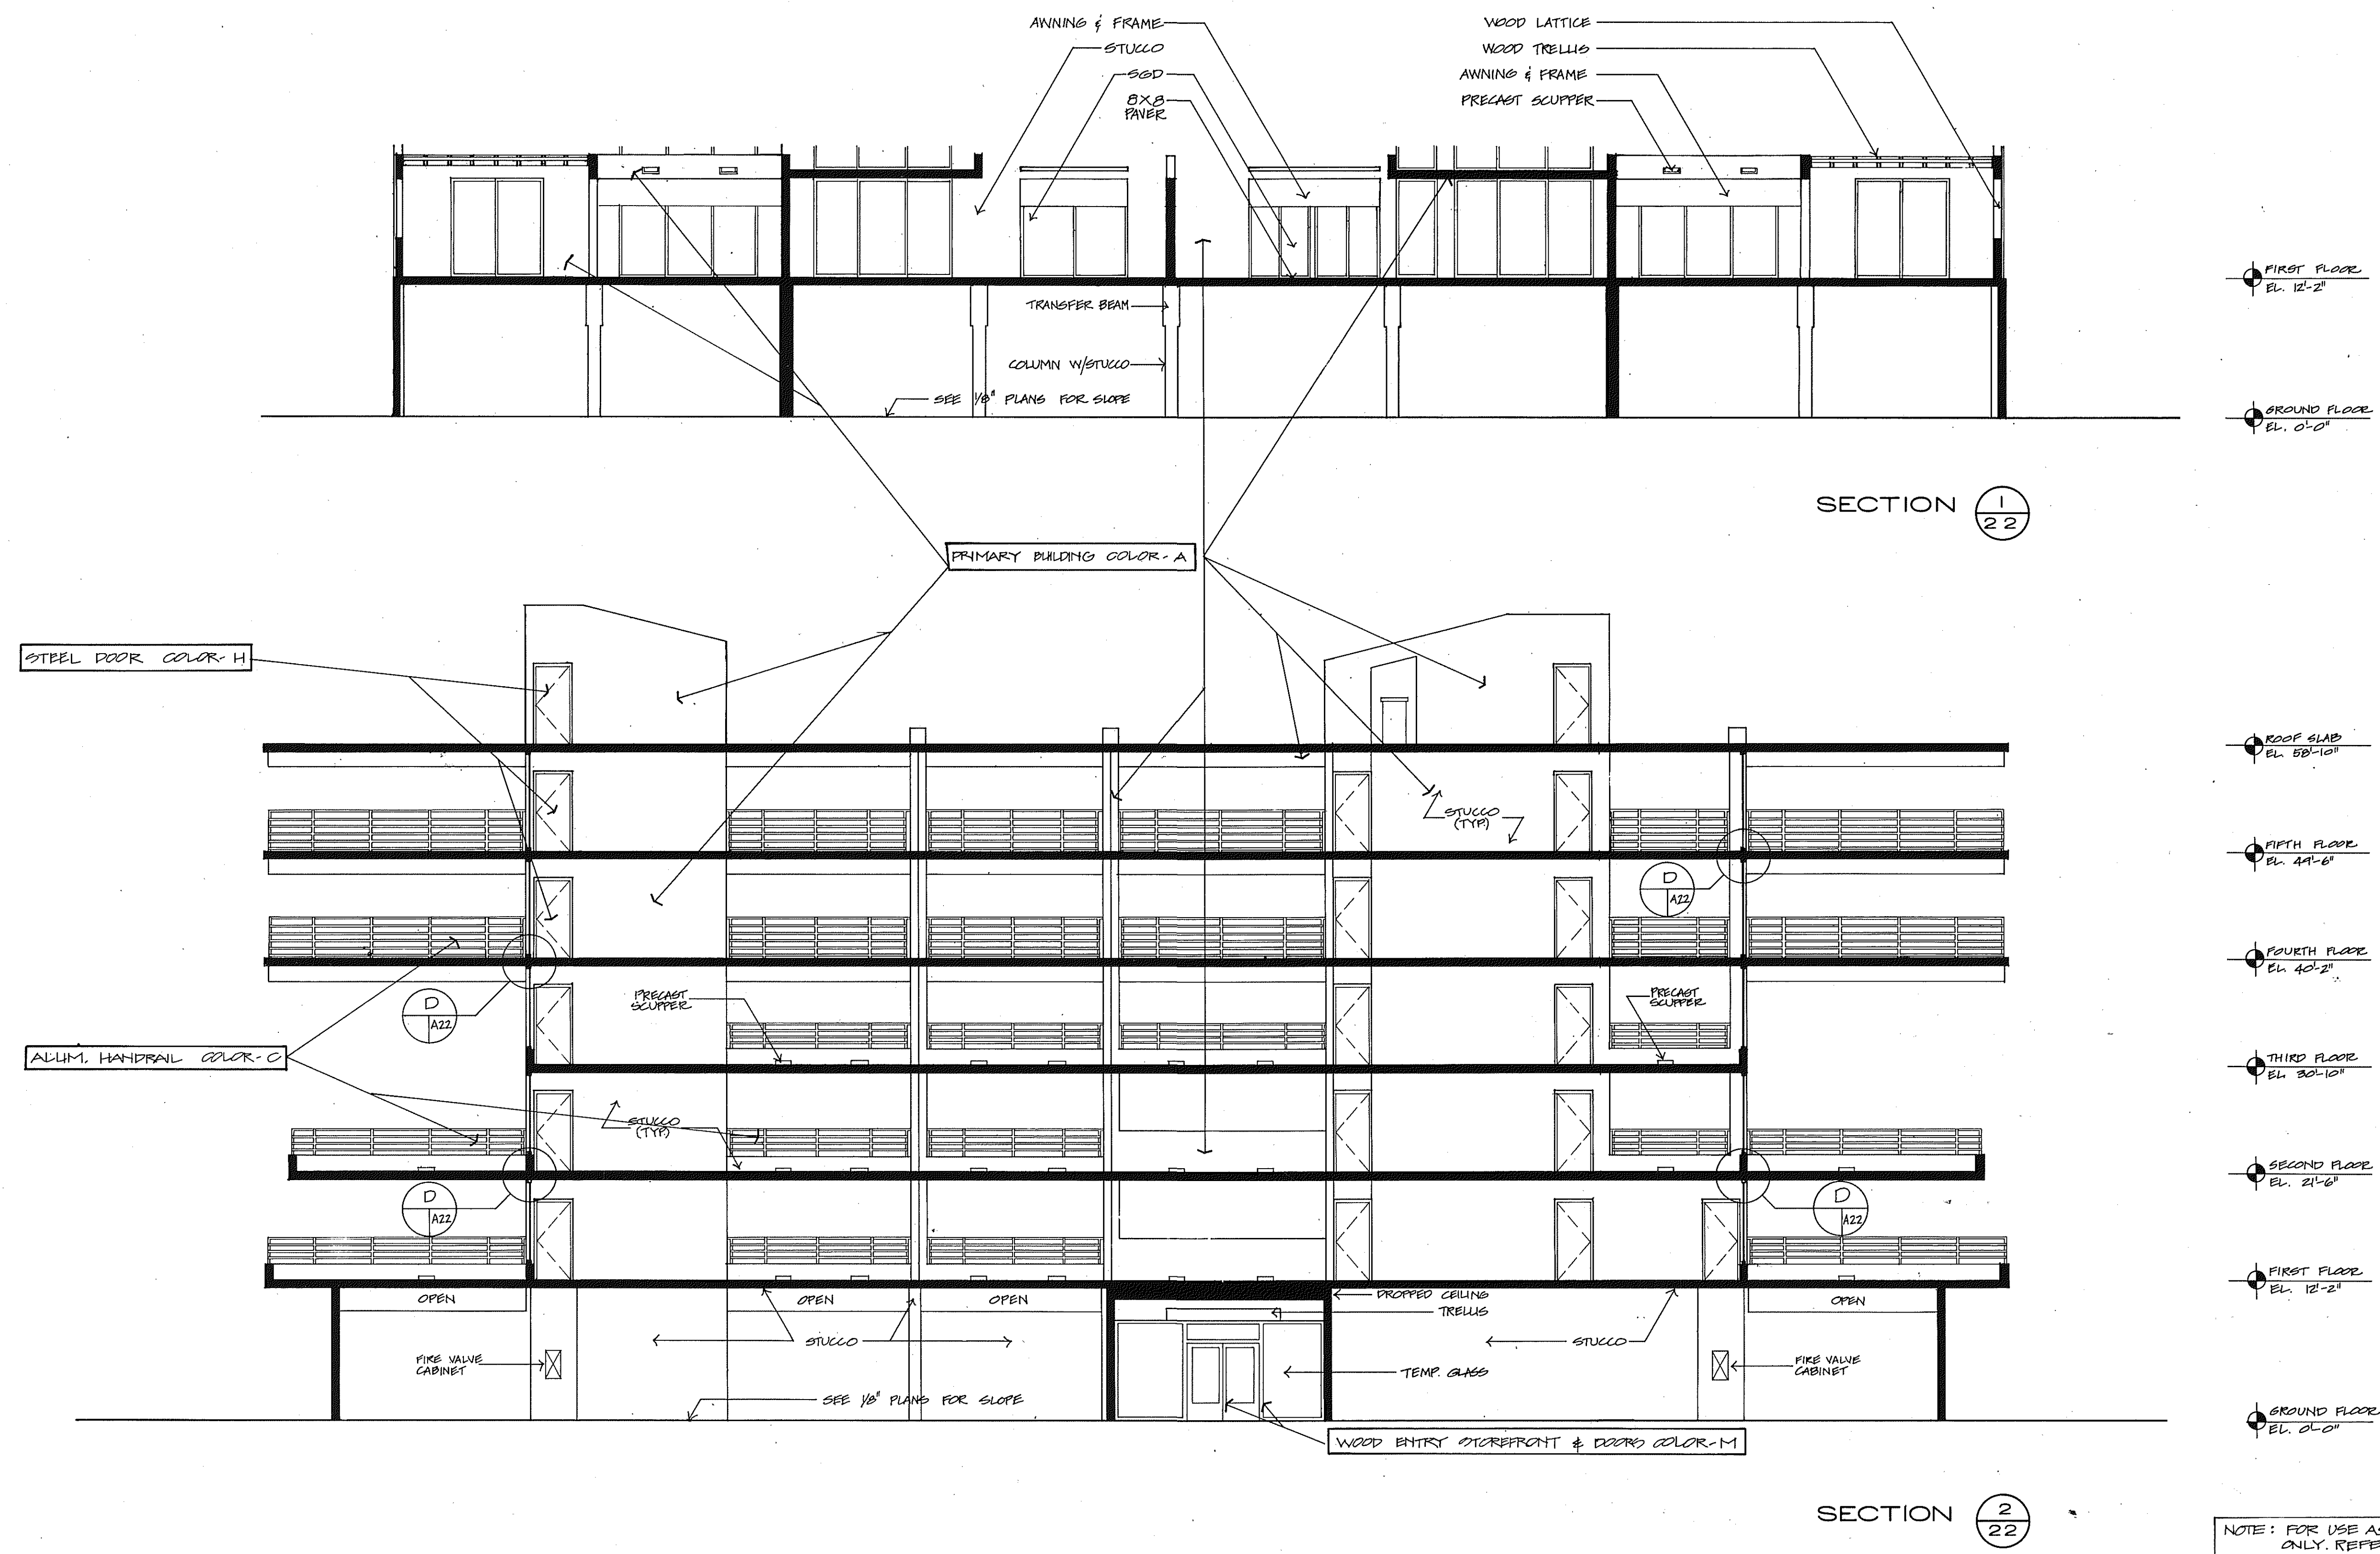 AWNING & FRAME
STUCCO
SGD
8X8
PAVER
WOOD LATTICE
WOOD TRELLIS
AWNING & FRAME
PRECAST SCUPPER
FIRST FLOOR
EL. 12'-2"
TRANSFER BEAM
COLUMN W/STUCCO
SEE 1/8" PLANS FOR SLOPE
GROUND FLOOR
EL. 0'-0"
SECTION 1
22
PRIMARY BUILDING COLOR- A
STEEL DOOR COLOR- H
ROOF SLAB
EL. 58'-10"
STUCCO
(TYP)
FIFTH FLOOR
EL. 49'-6"
D
A22
FOURTH FLOOR
EL. 40'-2"
D
A22
PRECAST
SCUPPER
PRECAST
SCUPPER
ALUM. HANDRAIL COLOR- C
THIRD FLOOR
EL. 30'-10"
STUCCO
(TYP)
SECOND FLOOR
EL. 21'-6"
D
A22
D
A22
FIRST FLOOR
EL. 12'-2"
OPEN
OPEN
OPEN
DROPPED CEILING
TRELLIS
OPEN
STUCCO
STUCCO
FIRE VALVE
CABINET
TEMP. GLASS
FIRE VALVE
CABINET
SEE 1/8" PLANS FOR SLOPE
GROUND FLOOR
EL. 0'-0"
WOOD ENTRY STOREFRONT & DOORS COLOR-M
SECTION 2
22
NOTE: FOR USE AS
ONLY. REFE